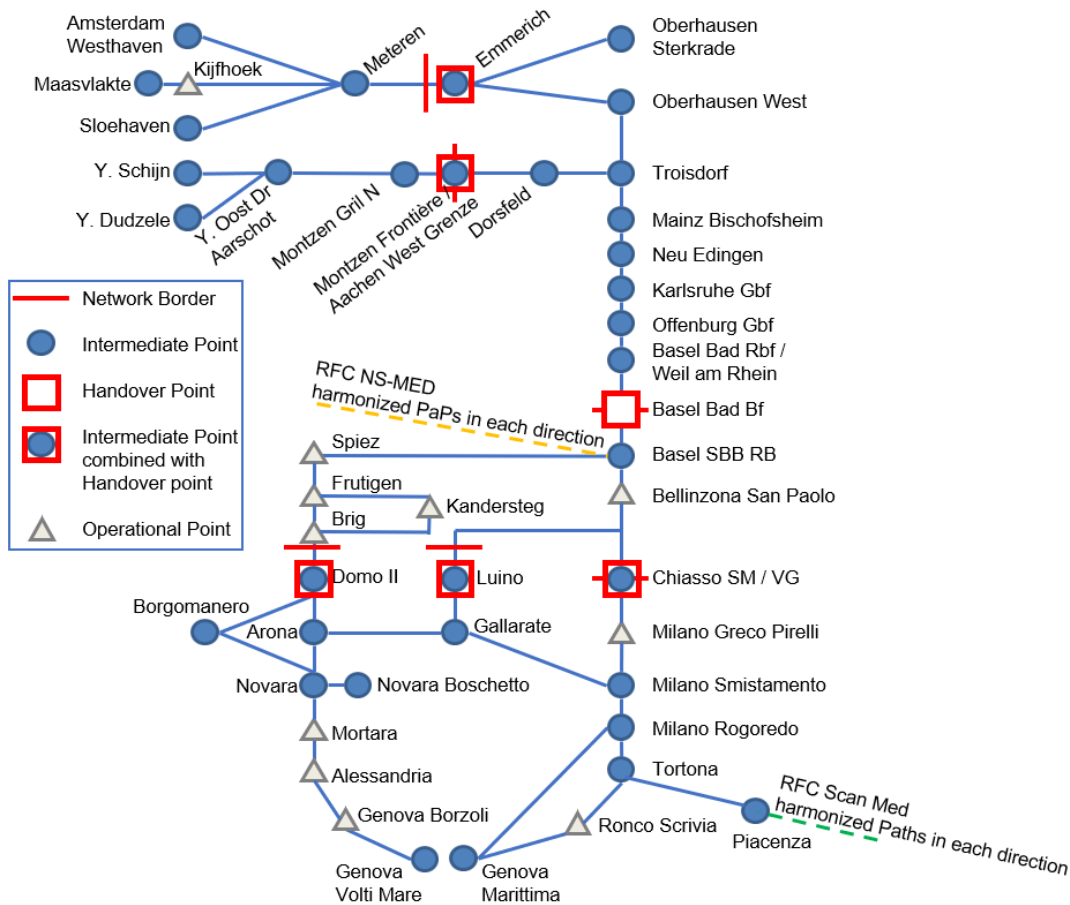 Amsterdam
Westhaven
Maasvlakte
Kijfhoek
Sloehaven
Meteren
Emmerich
Oberhausen
Sterkrade
Oberhausen West
Y. Schijn
Y. Dudzele
Y. Oost Dr
Aarschot
Montzen Gril N
Montzen Frontière /
Aachen West Grenze
Dorsfeld
Troisdorf
Mainz Bischofsheim
Neu Edingen
Karlsruhe Gbf
Offenburg Gbf
Basel Bad Rbf /
Weil am Rhein
Basel Bad Bf
Basel SBB RB
Bellinzona San Paolo
Network Border
Intermediate Point
Handover Point
Intermediate Point
combined with
Handover point
Operational Point
RFC NS-MED
harmonized PaPs in each direction
Spiez
Frutigen
Kandersteg
Brig
Domo II
Luino
Chiasso SM / VG
Borgomanero
Arona
Gallarate
Milano Greco Pirelli
Novara
Novara Boschetto
Milano Smistamento
Mortara
Milano Rogoredo
Alessandria
Tortona
Genova Borzoli
Ronco Scrivia
Piacenza
RFC Scan Med
harmonized Paths in each direction
Genova
Volti Mare
Genova
Marittima